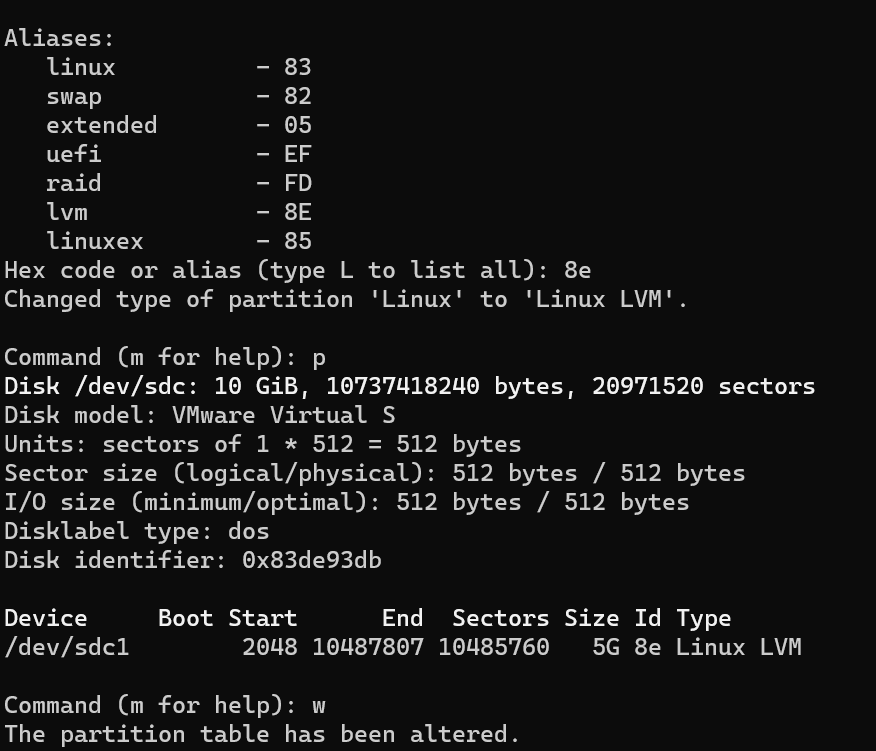 Aliases:
   linux          - 83
   swap           - 82
   extended       - 05
   uefi           - EF
   raid           - FD
   lvm            - 8E
   linuxex        - 85
Hex code or alias (type L to list all): 8e
Changed type of partition 'Linux' to 'Linux LVM'.

Command (m for help): p
Disk /dev/sdc: 10 GiB, 10737418240 bytes, 20971520 sectors
Disk model: VMware Virtual S
Units: sectors of 1 * 512 = 512 bytes
Sector size (logical/physical): 512 bytes / 512 bytes
I/O size (minimum/optimal): 512 bytes / 512 bytes
Disklabel type: dos
Disk identifier: 0x83de93db

Device     Boot Start      End  Sectors Size Id Type
/dev/sdc1        2048 10487807 10485760   5G 8e Linux LVM

Command (m for help): w
The partition table has been altered.